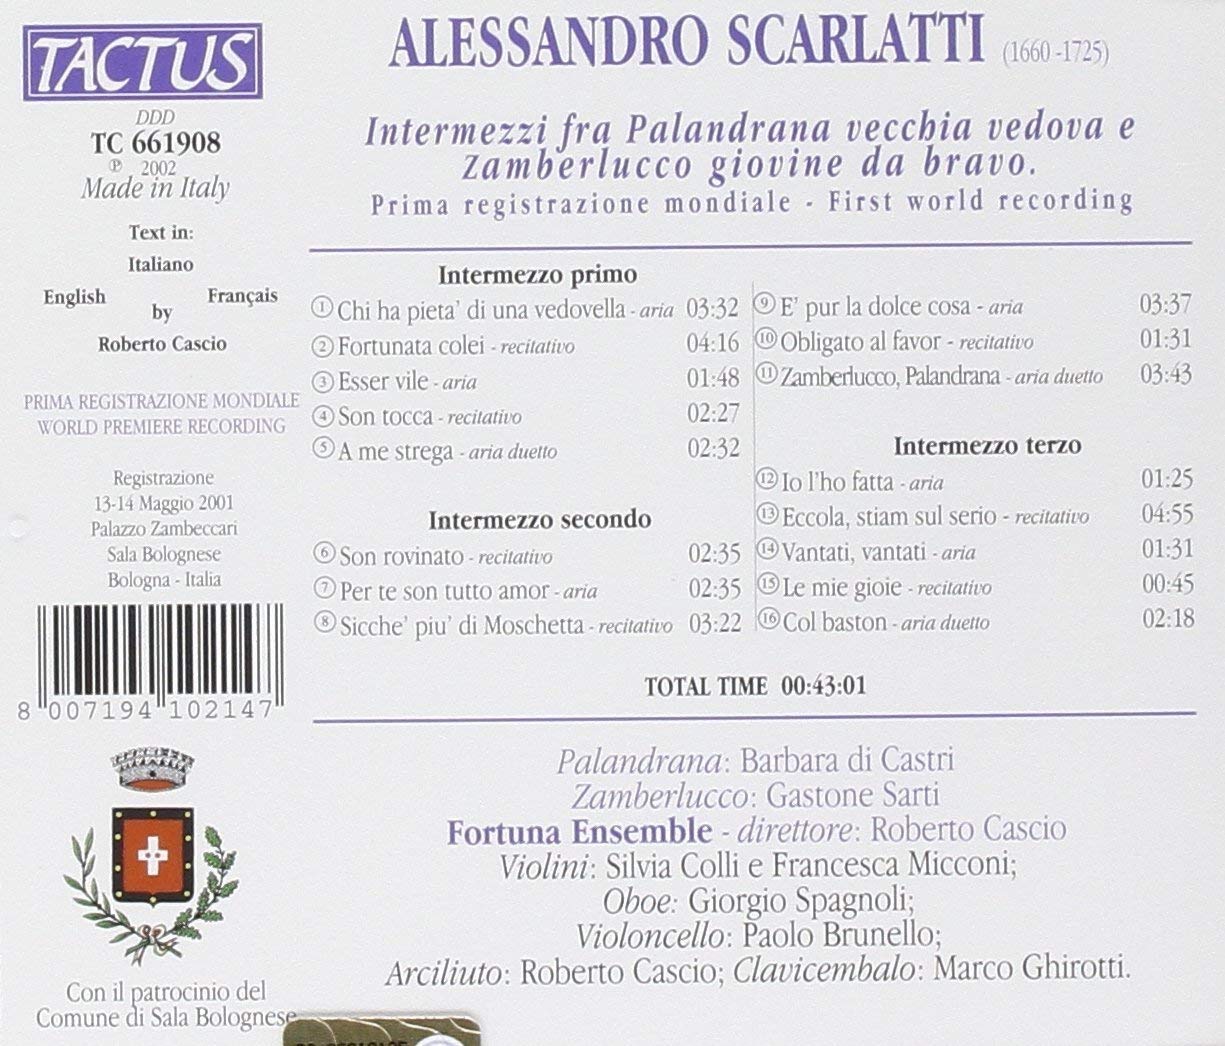 TACTUS
DDD
TC 661908
℗ 2002
Made in Italy
Text in:
Italiano
English Français
by
Roberto Cascio
PRIMA REGISTRAZIONE MONDIALE
WORLD PREMIERE RECORDING
Registrazione
13-14 Maggio 2001
Palazzo Zambeccari
Sala Bolognese
Bologna - Italia
8 007194 102147
Con il patrocinio del
Comune di Sala Bolognese
ALESSANDRO SCARLATTI (1660 -1725)
Intermezzi fra Palandrana vecchia vedova e
Zamberlucco giovine da bravo.
Prima registrazione mondiale - First world recording
Intermezzo primo
① Chi ha pieta' di una vedovella - aria 03:32
② Fortunata colei - recitativo 04:16
③ Esser vile - aria 01:48
④ Son tocca - recitativo 02:27
⑤ A me strega - aria duetto 02:32
Intermezzo secondo
⑥ Son rovinato - recitativo 02:35
⑦ Per te son tutto amor - aria 02:35
⑧ Sicche' piu' di Moschetta - recitativo 03:22
⑨ E' pur la dolce cosa - aria 03:37
⑩ Obligato al favor - recitativo 01:31
⑪ Zamberlucco, Palandrana - aria duetto 03:43
Intermezzo terzo
⑫ Io l'ho fatta - aria 01:25
⑬ Eccola, stiam sul serio - recitativo 04:55
⑭ Vantati, vantati - aria 01:31
⑮ Le mie gioie - recitativo 00:45
⑯ Col baston - aria duetto 02:18
TOTAL TIME 00:43:01
Palandrana: Barbara di Castri
Zamberlucco: Gastone Sarti
Fortuna Ensemble - direttore: Roberto Cascio
Violini: Silvia Colli e Francesca Micconi;
Oboe: Giorgio Spagnoli;
Violoncello: Paolo Brunello;
Arciliuto: Roberto Cascio; Clavicembalo: Marco Ghirotti.